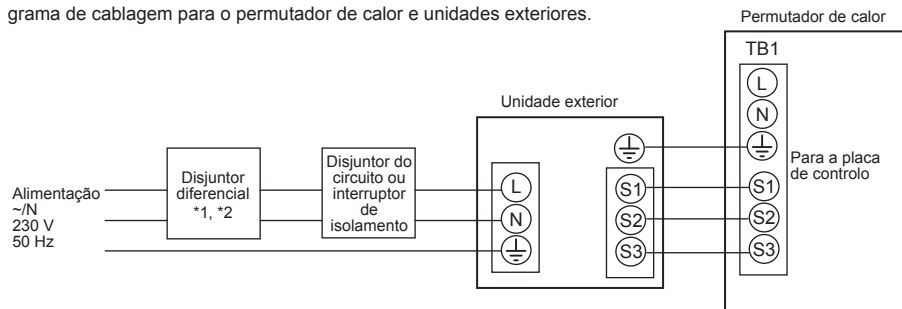 grama de cablagem para o permutador de calor e unidades exteriores.
Permutador de calor
TB1
L
N
Unidade exterior
Alimentação
~/N
230 V
50 Hz
Disjuntor
diferencial
*1, *2
Disjuntor do
circuito ou
interruptor
de
isolamento
L
N
S1
S2
S3
S1
S2
S3
Para a placa
de controlo